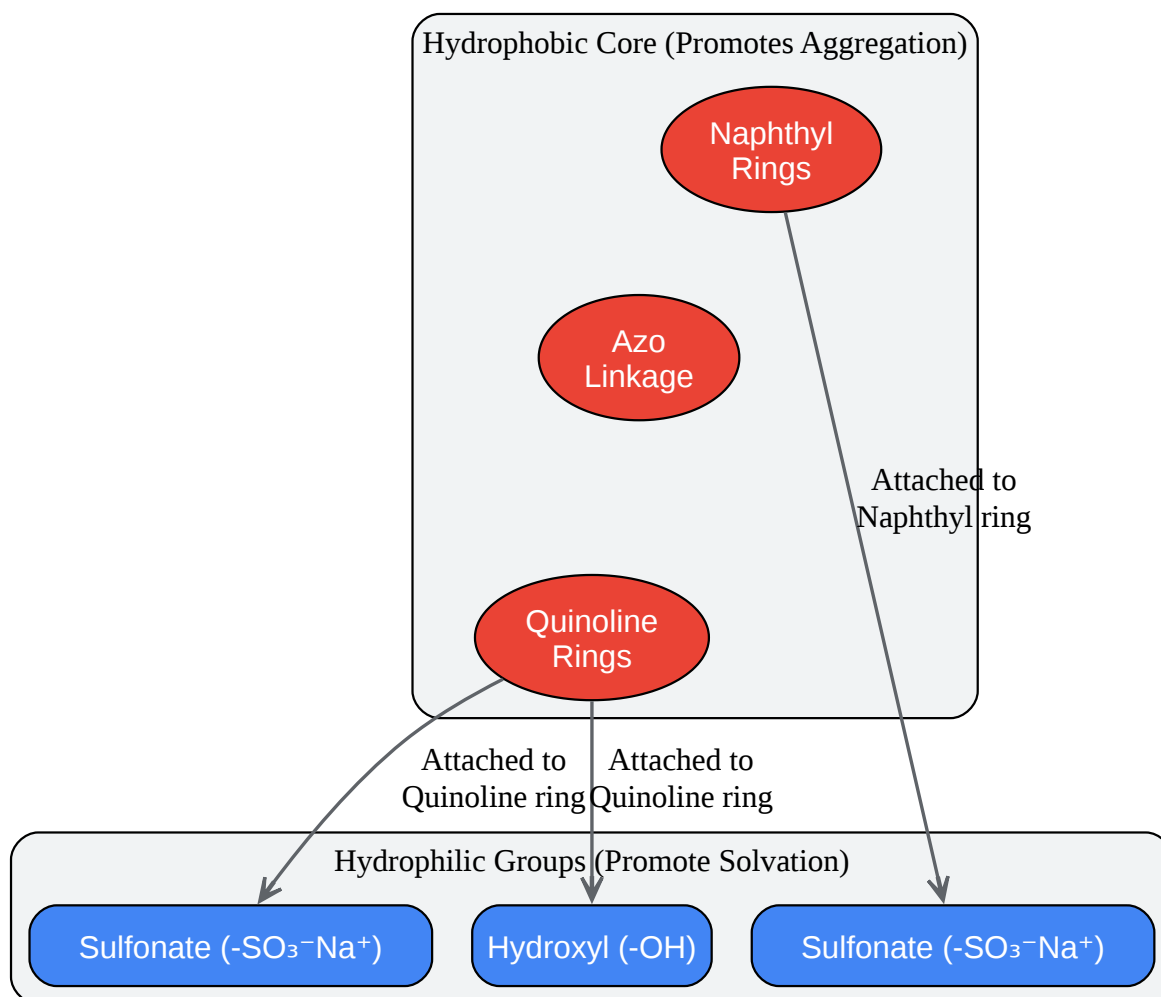 Hydrophobic Core (Promotes Aggregation)
Naphthyl
Rings
Azo
Linkage
Attached to
Naphthyl ring
Quinoline
Rings
Attached to
Quinoline ring
Attached to
Quinoline ring
Hydrophilic Groups (Promote Solvation)
Sulfonate (-SO₃⁻Na⁺)
Hydroxyl (-OH)
Sulfonate (-SO₃⁻Na⁺)